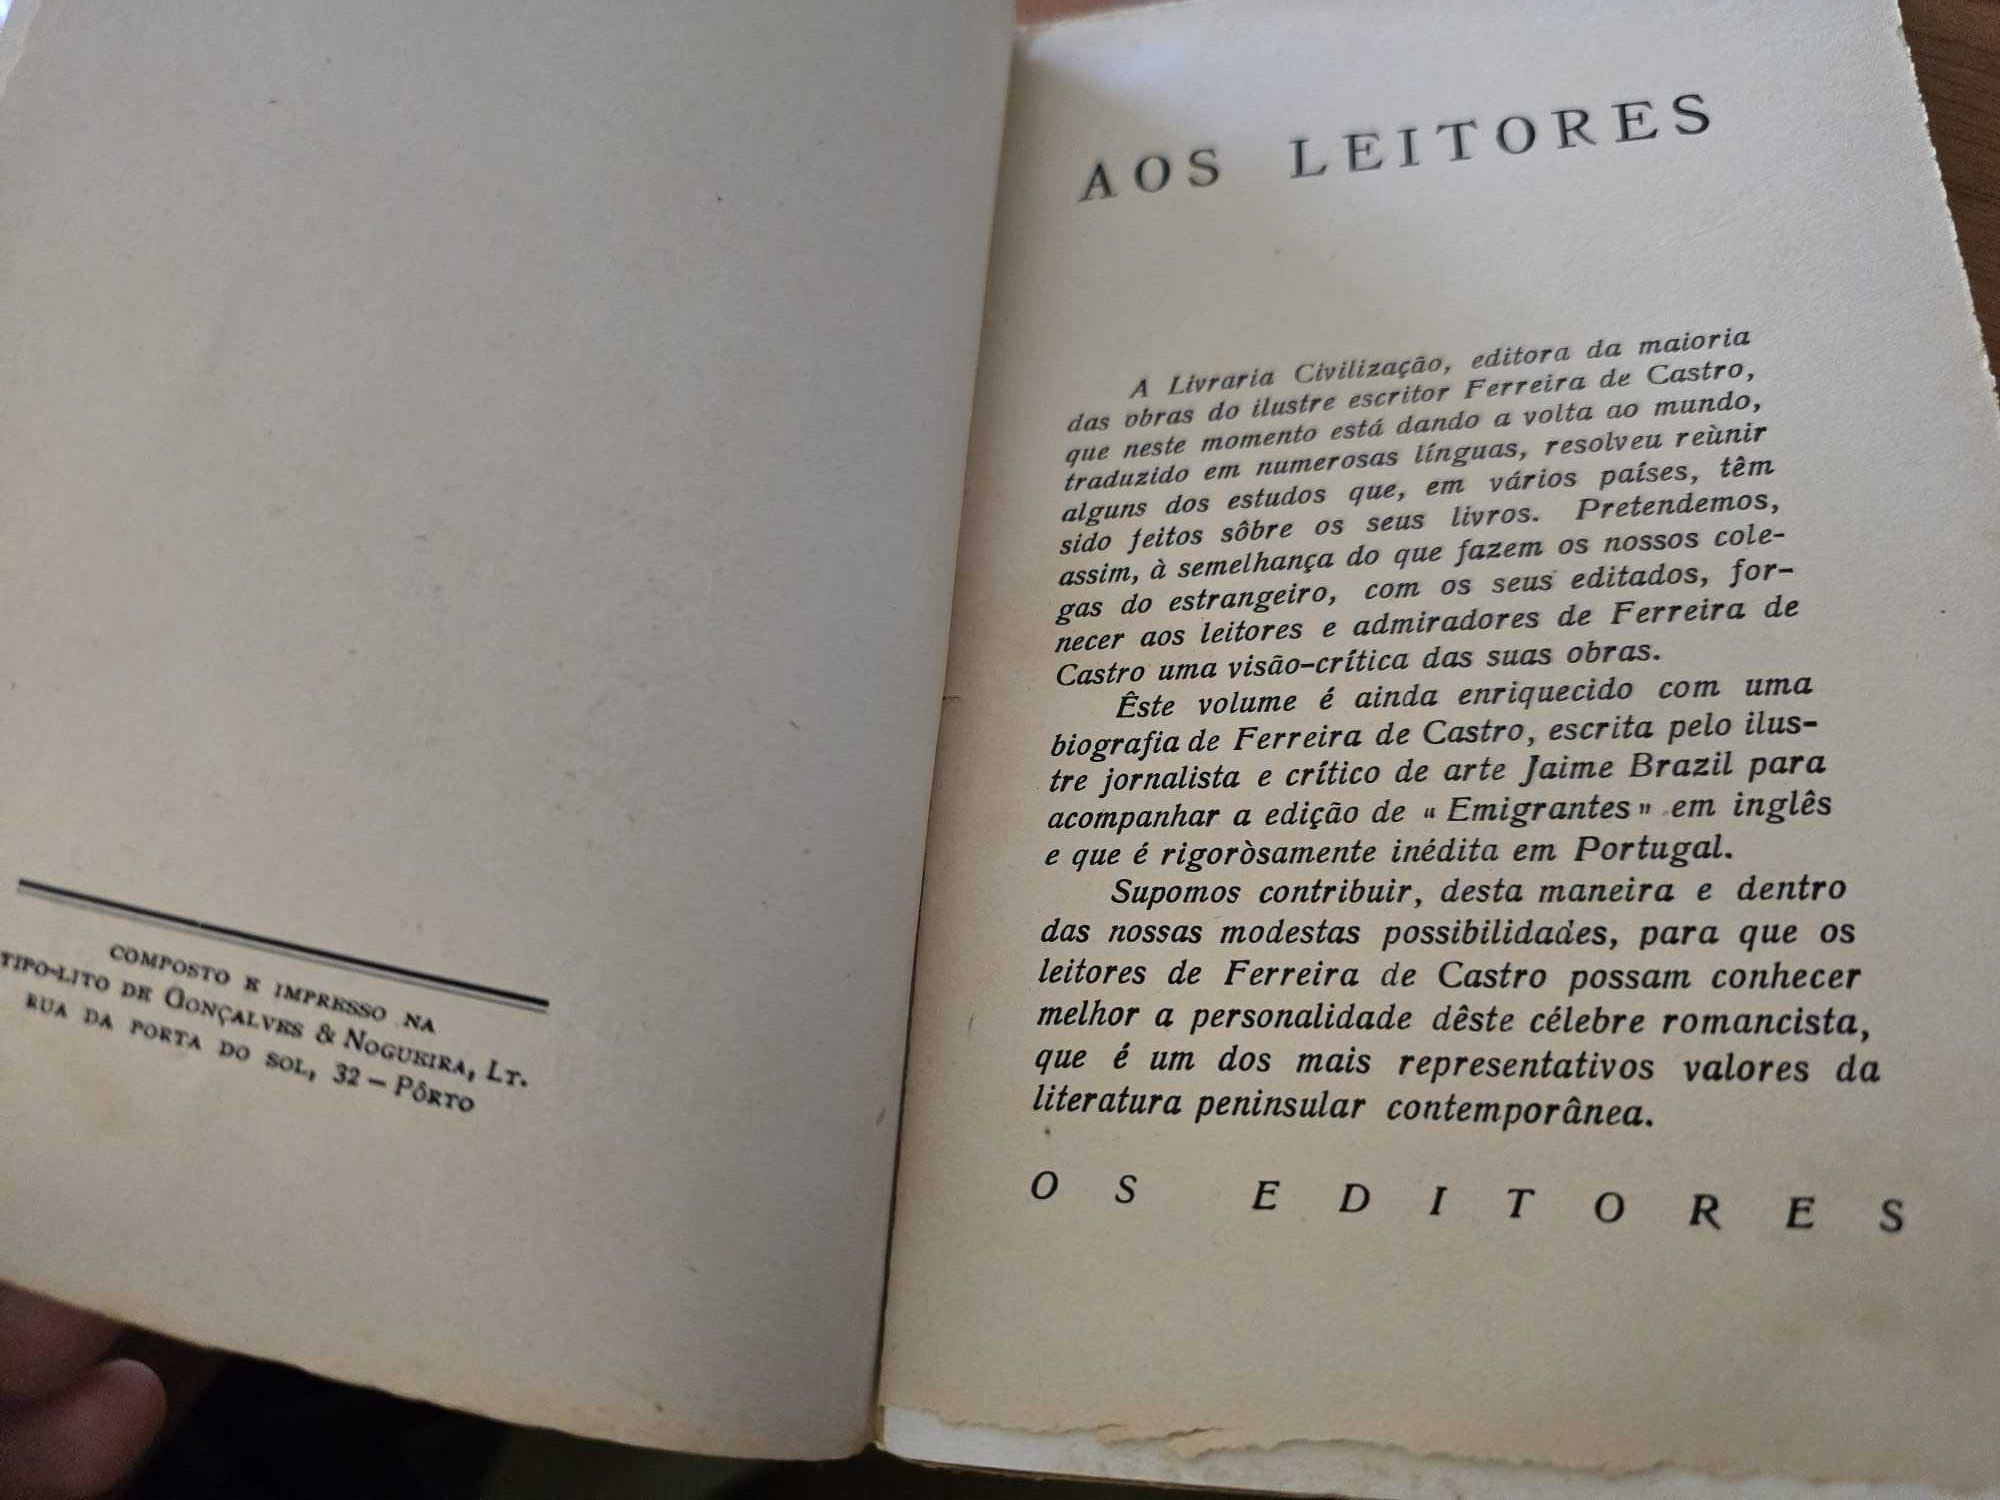 COMPOSTO E IMPRESSO NA
TIPO-LITO DE GONÇALVES & NOGUEIRA, LT.
RUA DA PORTA DO SOL, 32 – PÔRTO
AOS LEITORES
A Livraria Civilização, editora da maioria
das obras do ilustre escritor Ferreira de Castro,
que neste momento está dando a volta ao mundo,
traduzido em numerosas línguas, resolveu reùnir
alguns dos estudos que, em vários países, têm
sido feitos sôbre os seus livros. Pretendemos,
assim, à semelhança do que fazem os nossos cole-
gas do estrangeiro, com os seus editados, for-
necer aos leitores e admiradores de Ferreira de
Castro uma visão-crítica das suas obras.
Êste volume é ainda enriquecido com uma
biografia de Ferreira de Castro, escrita pelo ilus-
tre jornalista e crítico de arte Jaime Brazil para
acompanhar a edição de «Emigrantes» em inglês
e que é rigoròsamente inédita em Portugal.
Supomos contribuir, desta maneira e dentro
das nossas modestas possibilidades, para que os
leitores de Ferreira de Castro possam conhecer
melhor a personalidade dêste célebre romancista,
que é um dos mais representativos valores da
literatura peninsular contemporânea.
OS EDITORES